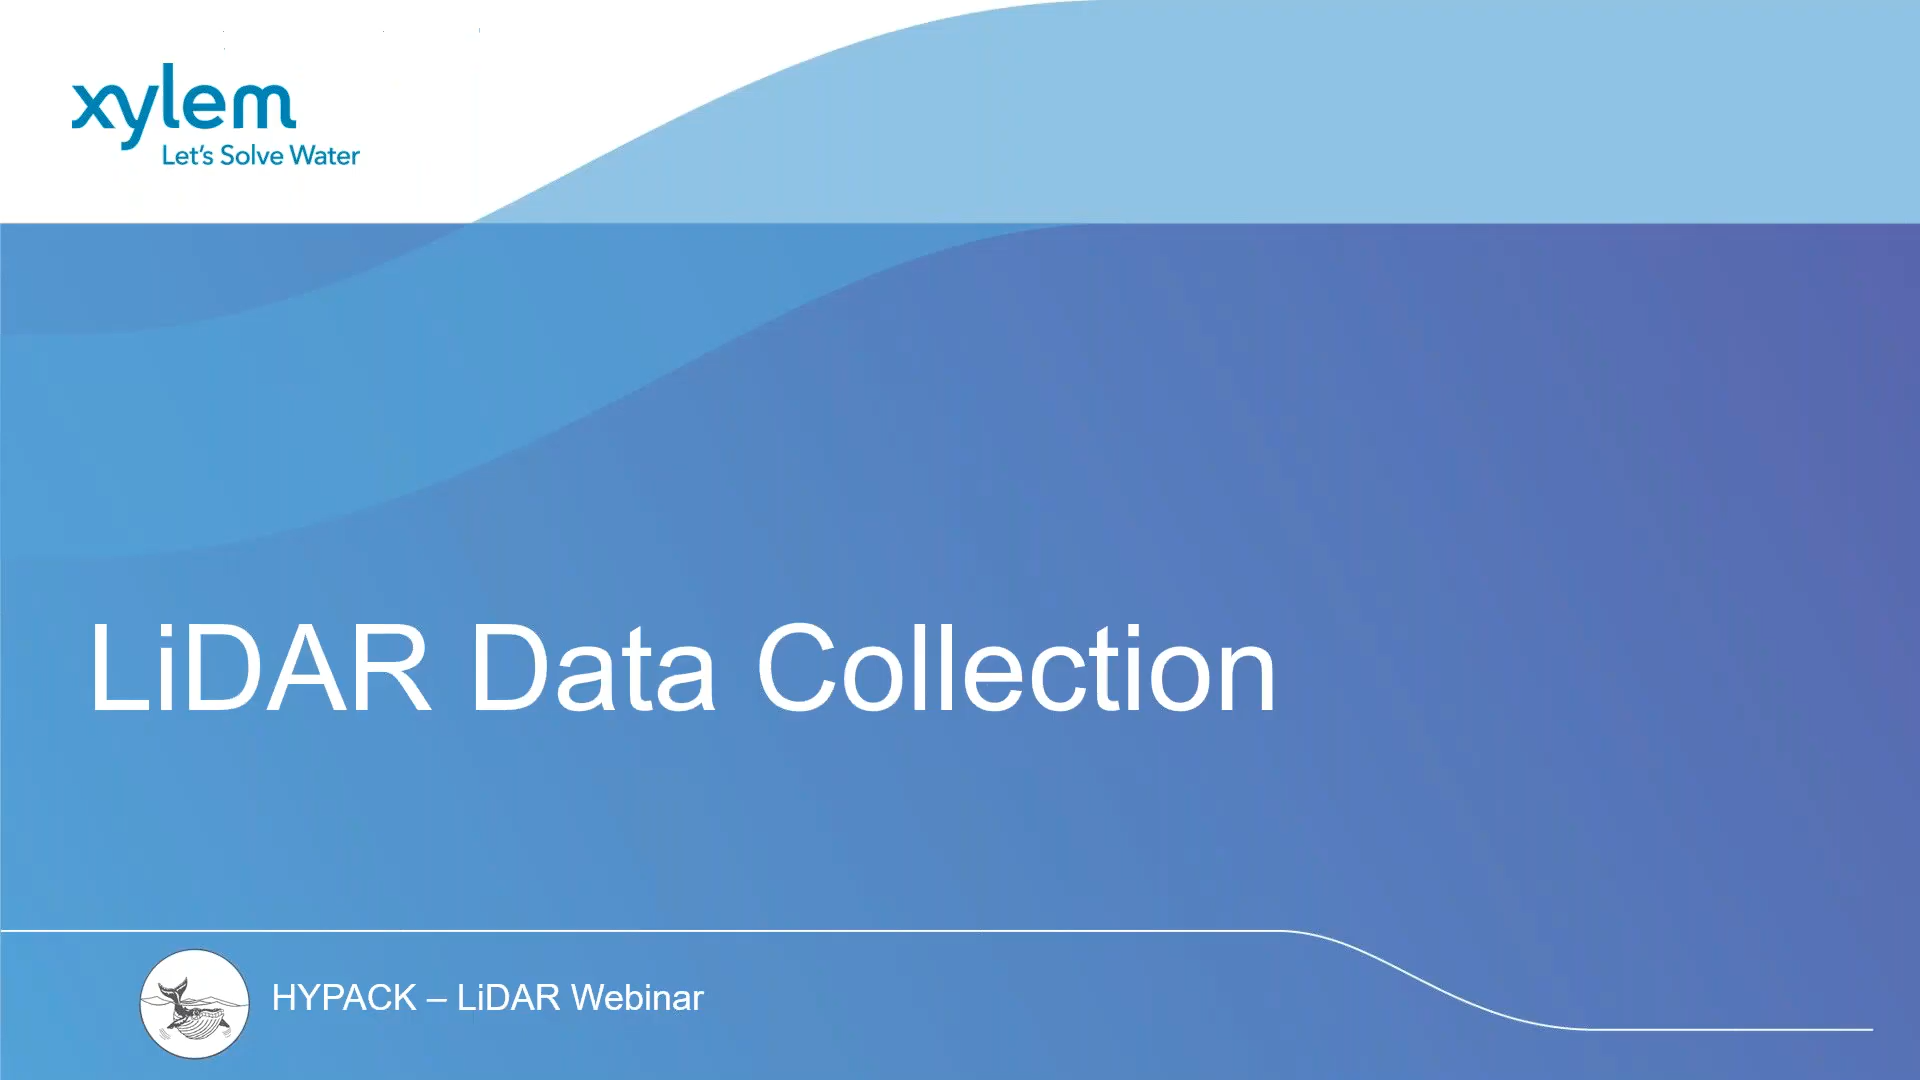 xylem
Let's Solve Water
LiDAR Data Collection
HYPACK – LiDAR Webinar